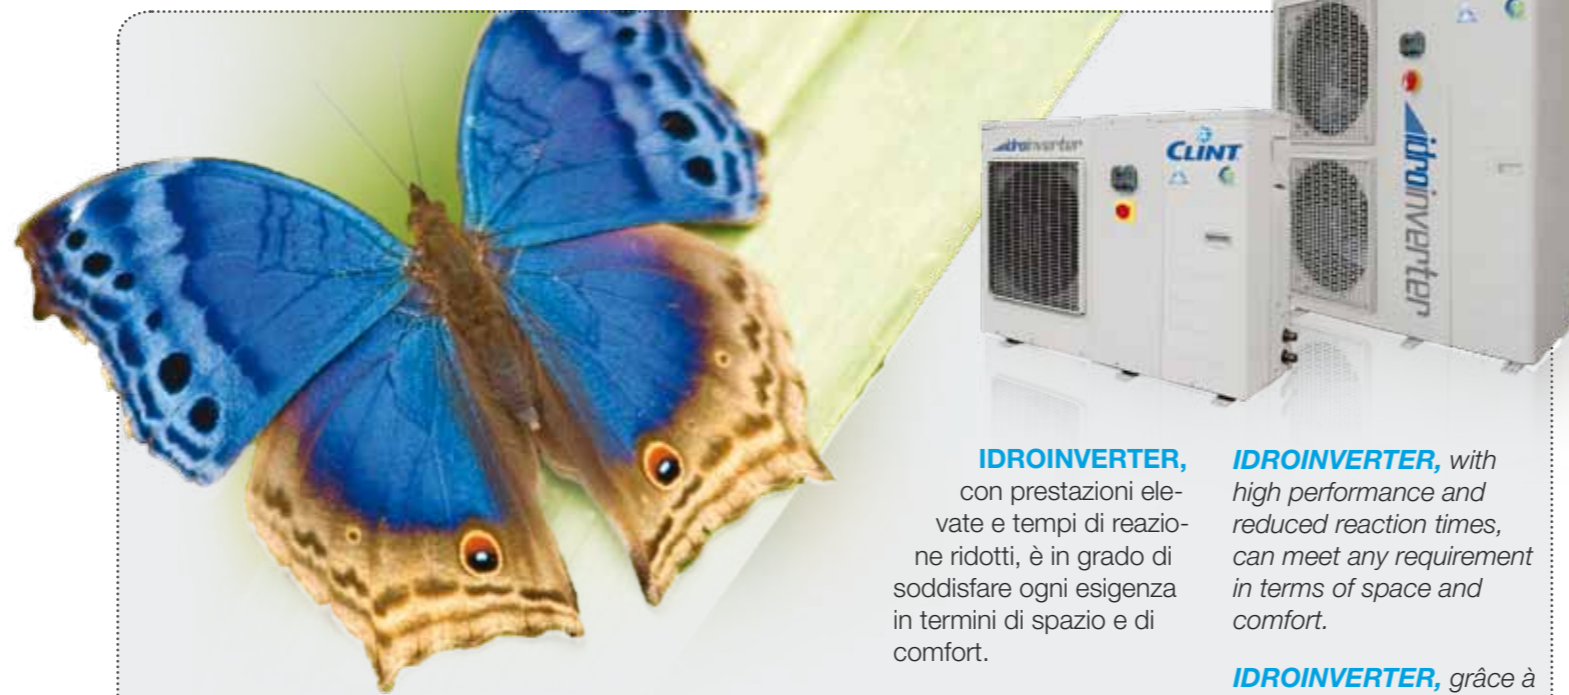 idroinverter
CLINT
idroinverter
IDROINVERTER,
con prestazioni ele-
vate e tempi di reazio-
ne ridotti, è in grado di
soddisfare ogni esigenza
in termini di spazio e di
comfort.
IDROINVERTER, with
high performance and
reduced reaction times,
can meet any requirement
in terms of space and
comfort.
IDROINVERTER, grâce à